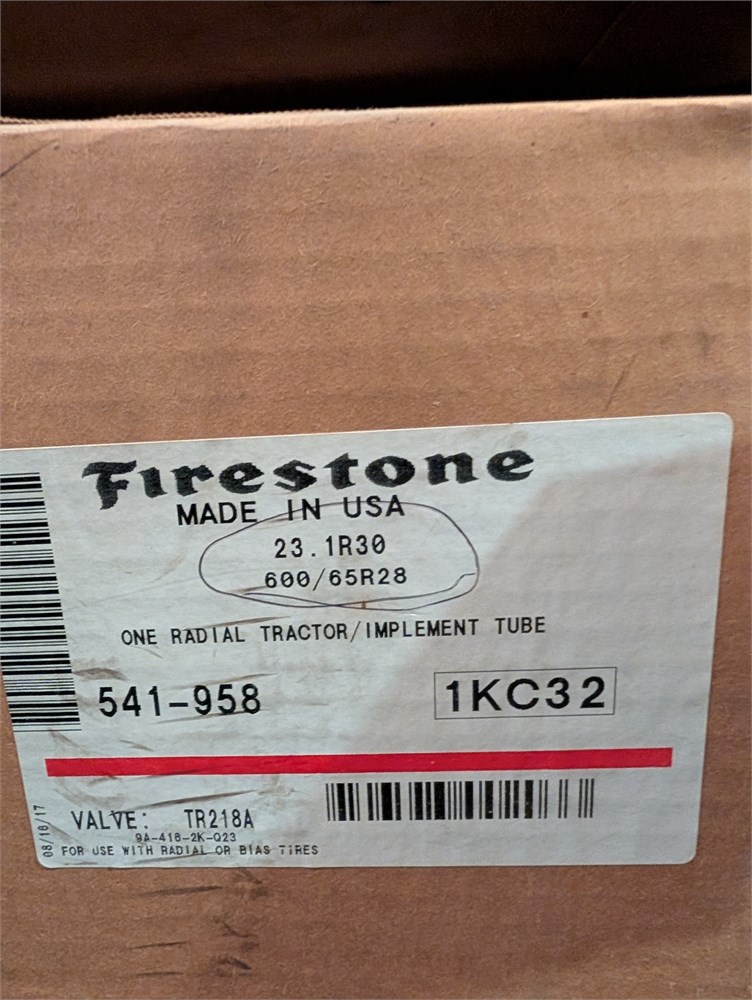 Firestone
MADE IN USA
23.1R30
600/65R28
ONE RADIAL TRACTOR/IMPLEMENT TUBE
541-958 1KC32
08/16/17
VALVE: TR218A
9A-418-2K-Q23
FOR USE WITH RADIAL OR BIAS TIRES